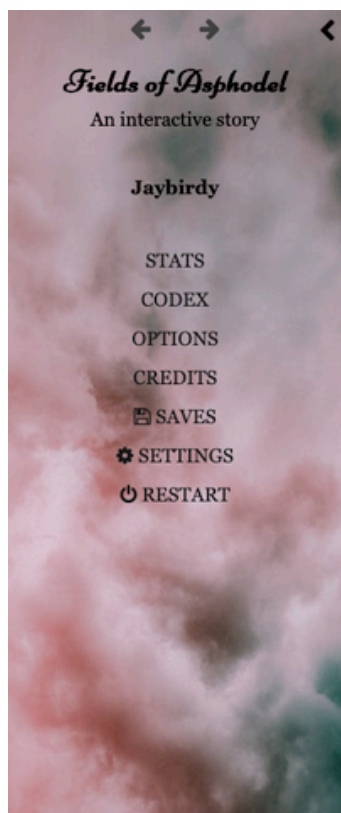 Fields of Asphodel
An interactive story
Jaybirdy
STATS
CODEX
OPTIONS
CREDITS
SAVES
SETTINGS
RESTART